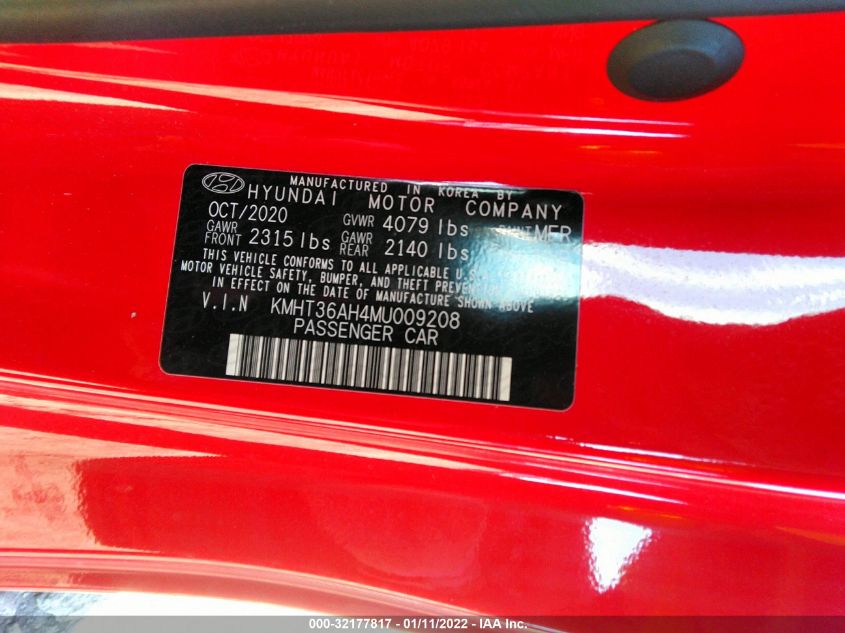 MANUFACTURED IN KOREA BY
HYUNDAI MOTOR COMPANY
OCT/2020 GVWR 4079 lbs PAINT MFR
GAWR FRONT 2315 lbs GAWR REAR 2140 lbs
THIS VEHICLE CONFORMS TO ALL APPLICABLE U.S.
MOTOR VEHICLE SAFETY, BUMPER, AND THEFT PREVENTION
IN EFFECT ON THE DATE OF MANUFACTURE SHOWN
V.I.N KMHT36AH4MU009208
PASSENGER CAR
000-32177817 - 01/11/2022 - IAA Inc.